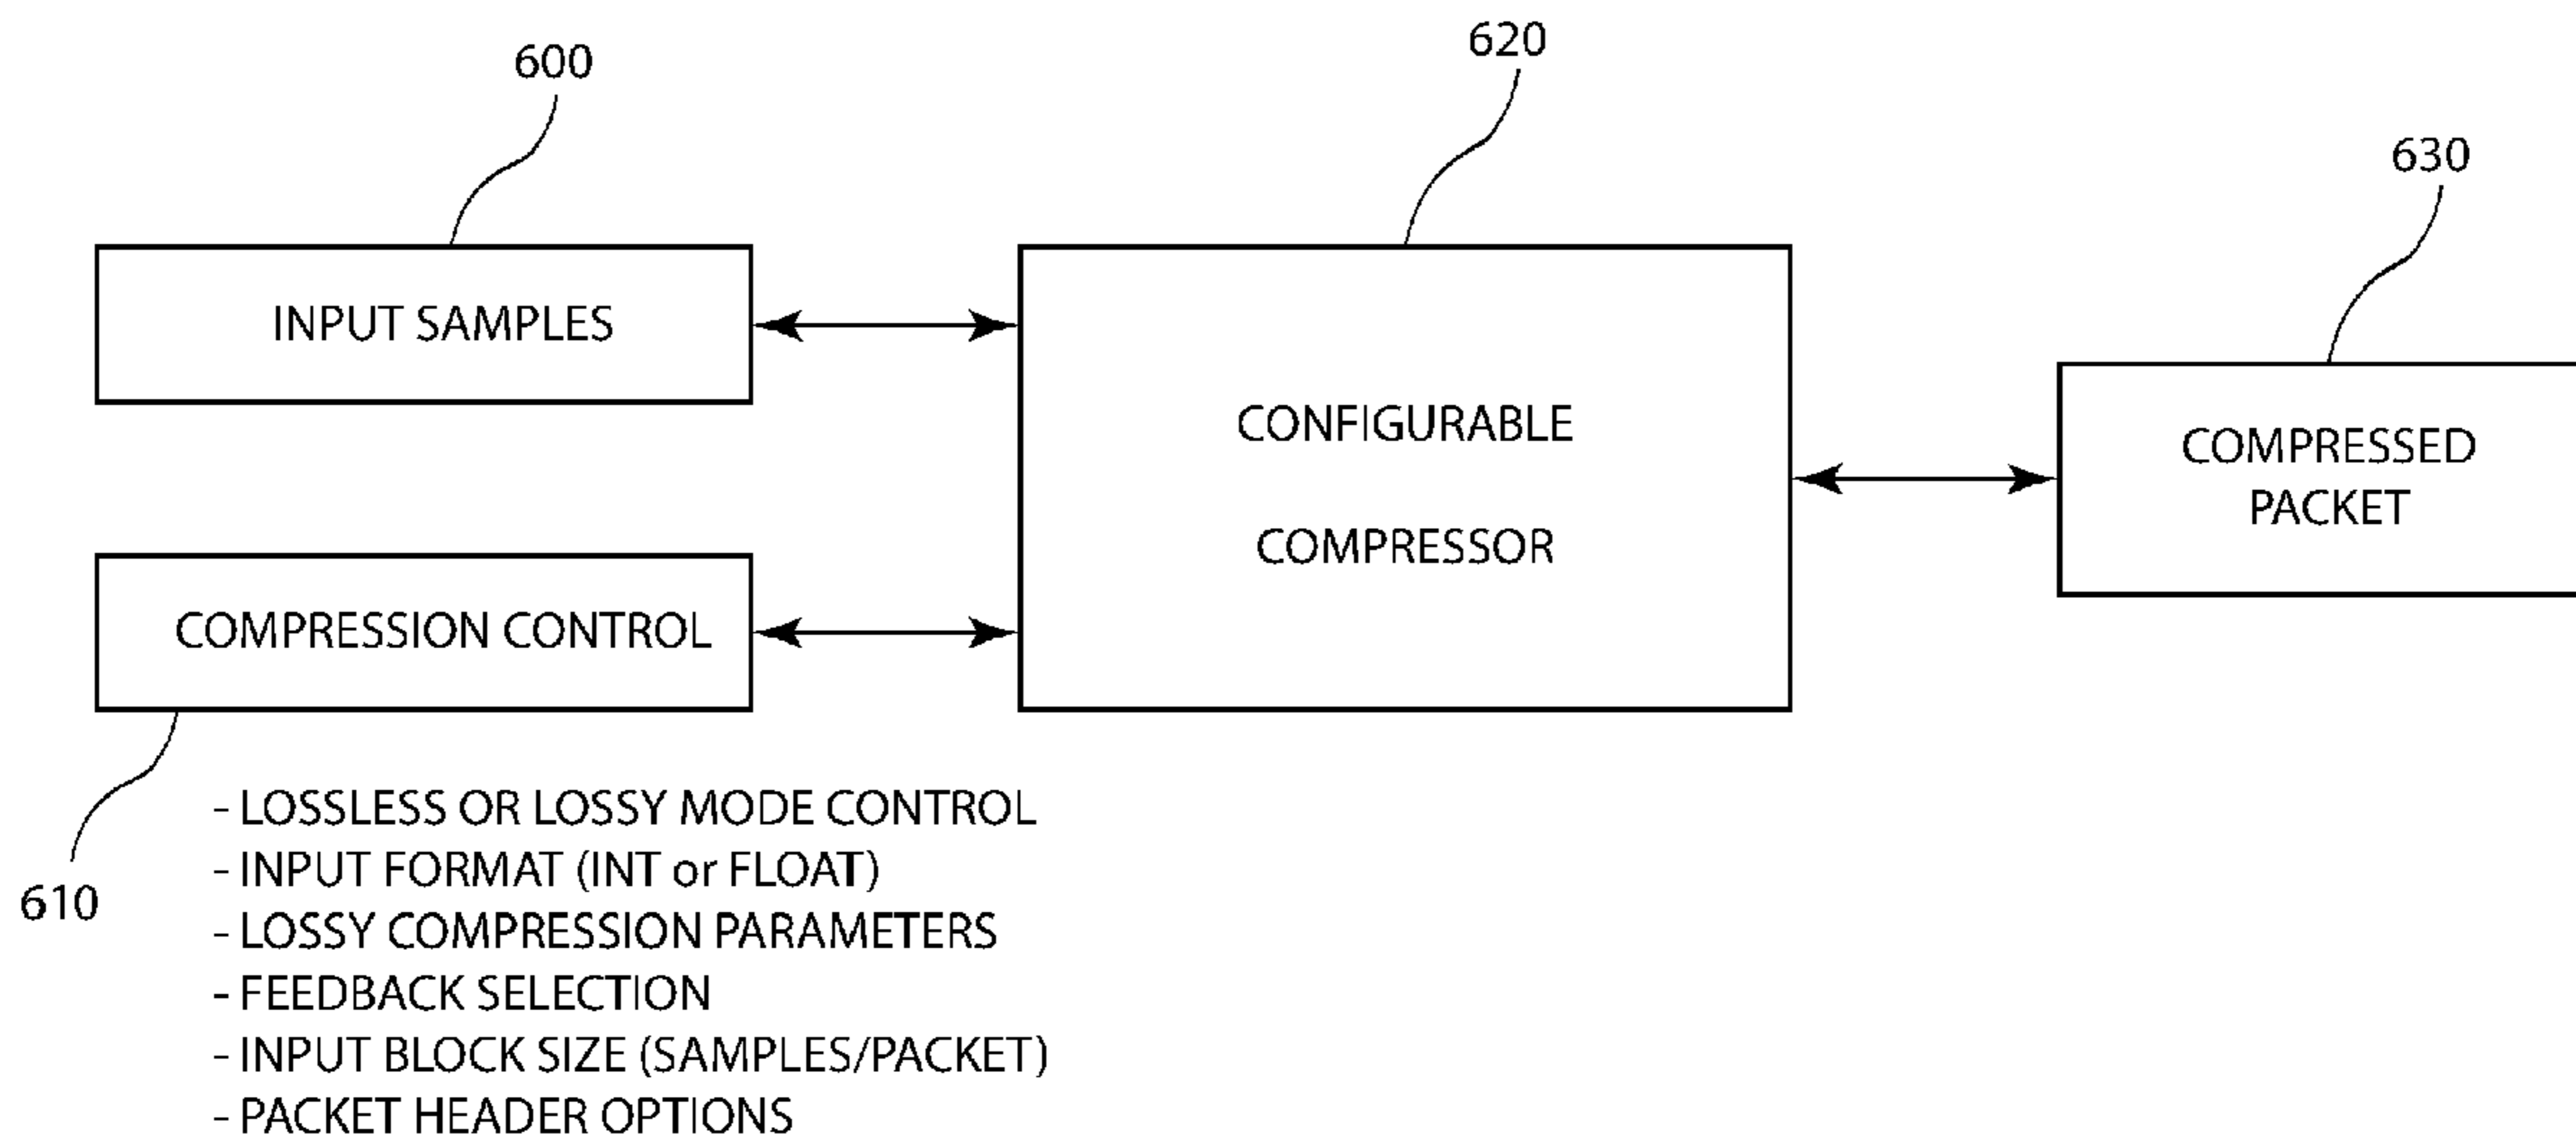 600
620
630
INPUT SAMPLES
CONFIGURABLE
COMPRESSOR
COMPRESSED
PACKET
COMPRESSION CONTROL
610
- LOSSLESS OR LOSSY MODE CONTROL
- INPUT FORMAT (INT or FLOAT)
- LOSSY COMPRESSION PARAMETERS
- FEEDBACK SELECTION
- INPUT BLOCK SIZE (SAMPLES/PACKET)
- PACKET HEADER OPTIONS